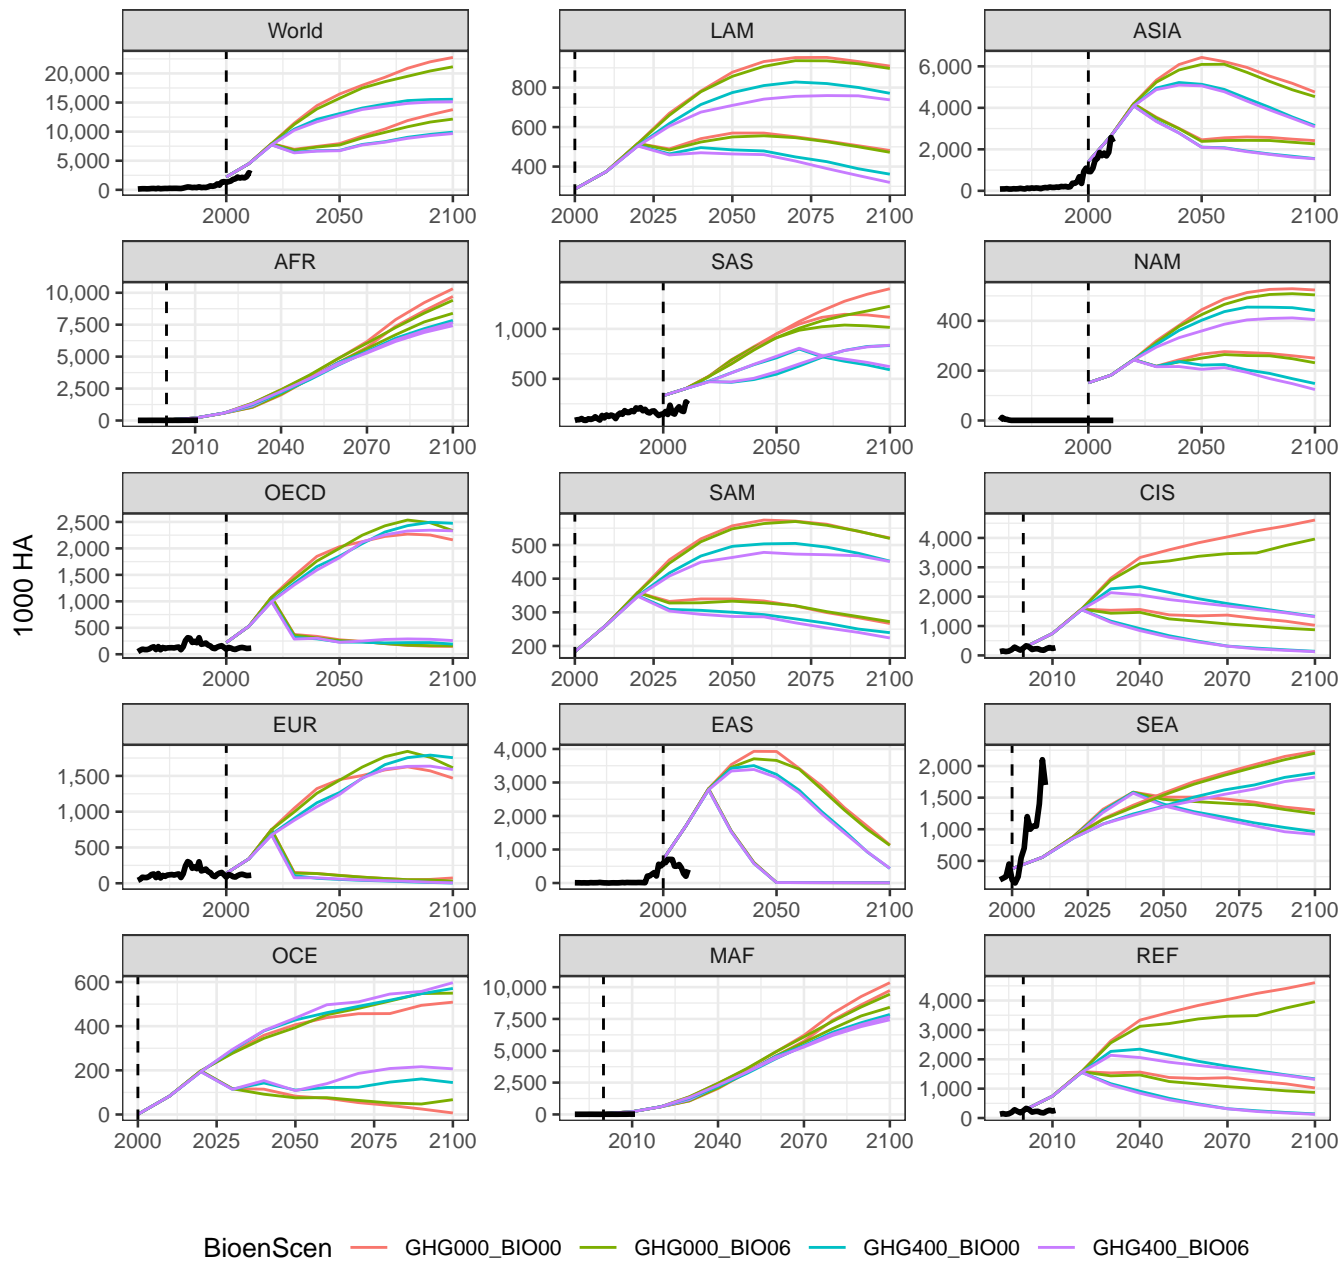 World
20,000
15,000
10,000
5,000
0
2000 2050 2100
LAM
800
600
400
2000 2025 2050 2075 2100
ASIA
6,000
4,000
2,000
0
2000 2050 2100
AFR
10,000
7,500
5,000
2,500
0
2010 2040 2070 2100
SAS
1,000
500
2000 2050 2100
NAM
400
200
0
2000 2050 2100
1000 HA
OECD
2,500
2,000
1,500
1,000
500
0
2000 2050 2100
SAM
500
400
300
200
2000 2025 2050 2075 2100
CIS
4,000
3,000
2,000
1,000
0
2010 2040 2070 2100
EUR
1,500
1,000
500
0
2000 2050 2100
EAS
4,000
3,000
2,000
1,000
0
2000 2050 2100
SEA
2,000
1,500
1,000
500
2000 2025 2050 2075 2100
OCE
600
400
200
0
2000 2025 2050 2075 2100
MAF
10,000
7,500
5,000
2,500
0
2010 2040 2070 2100
REF
4,000
3,000
2,000
1,000
0
2010 2040 2070 2100
BioenScen GHG000_BIO00 GHG000_BIO06 GHG400_BIO00 GHG400_BIO06